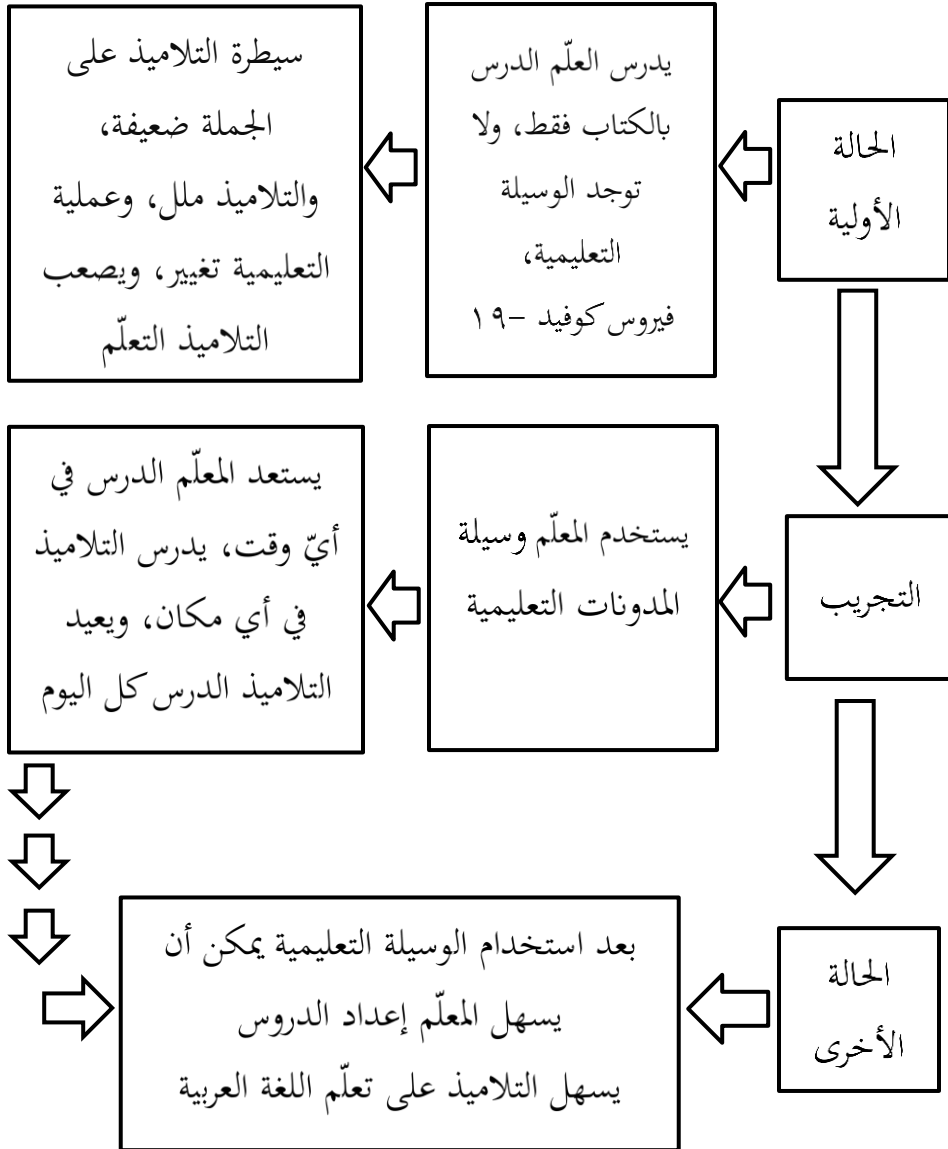 الحالة
الأولية
يدرس العلّم الدرس
بالكتاب فقط، ولا
توجد الوسيلة
التعليمية،
فيروس كوفيد –١٩
سيطرة التلاميذ على
الجملة ضعيفة،
والتلاميذ ملل، وعملية
التعليمية تغيير، ويصعب
التلاميذ التعلّم
التجريب
يستخدم المعلّم وسيلة
المدونات التعليمية
يستعد المعلّم الدرس في
أيّ وقت، يدرس التلاميذ
في أي مكان، ويعيد
التلاميذ الدرس كل اليوم
الحالة
الأخرى
بعد استخدام الوسيلة التعليمية يمكن أن
يسهل المعلّم إعداد الدروس
يسهل التلاميذ على تعلّم اللغة العربية